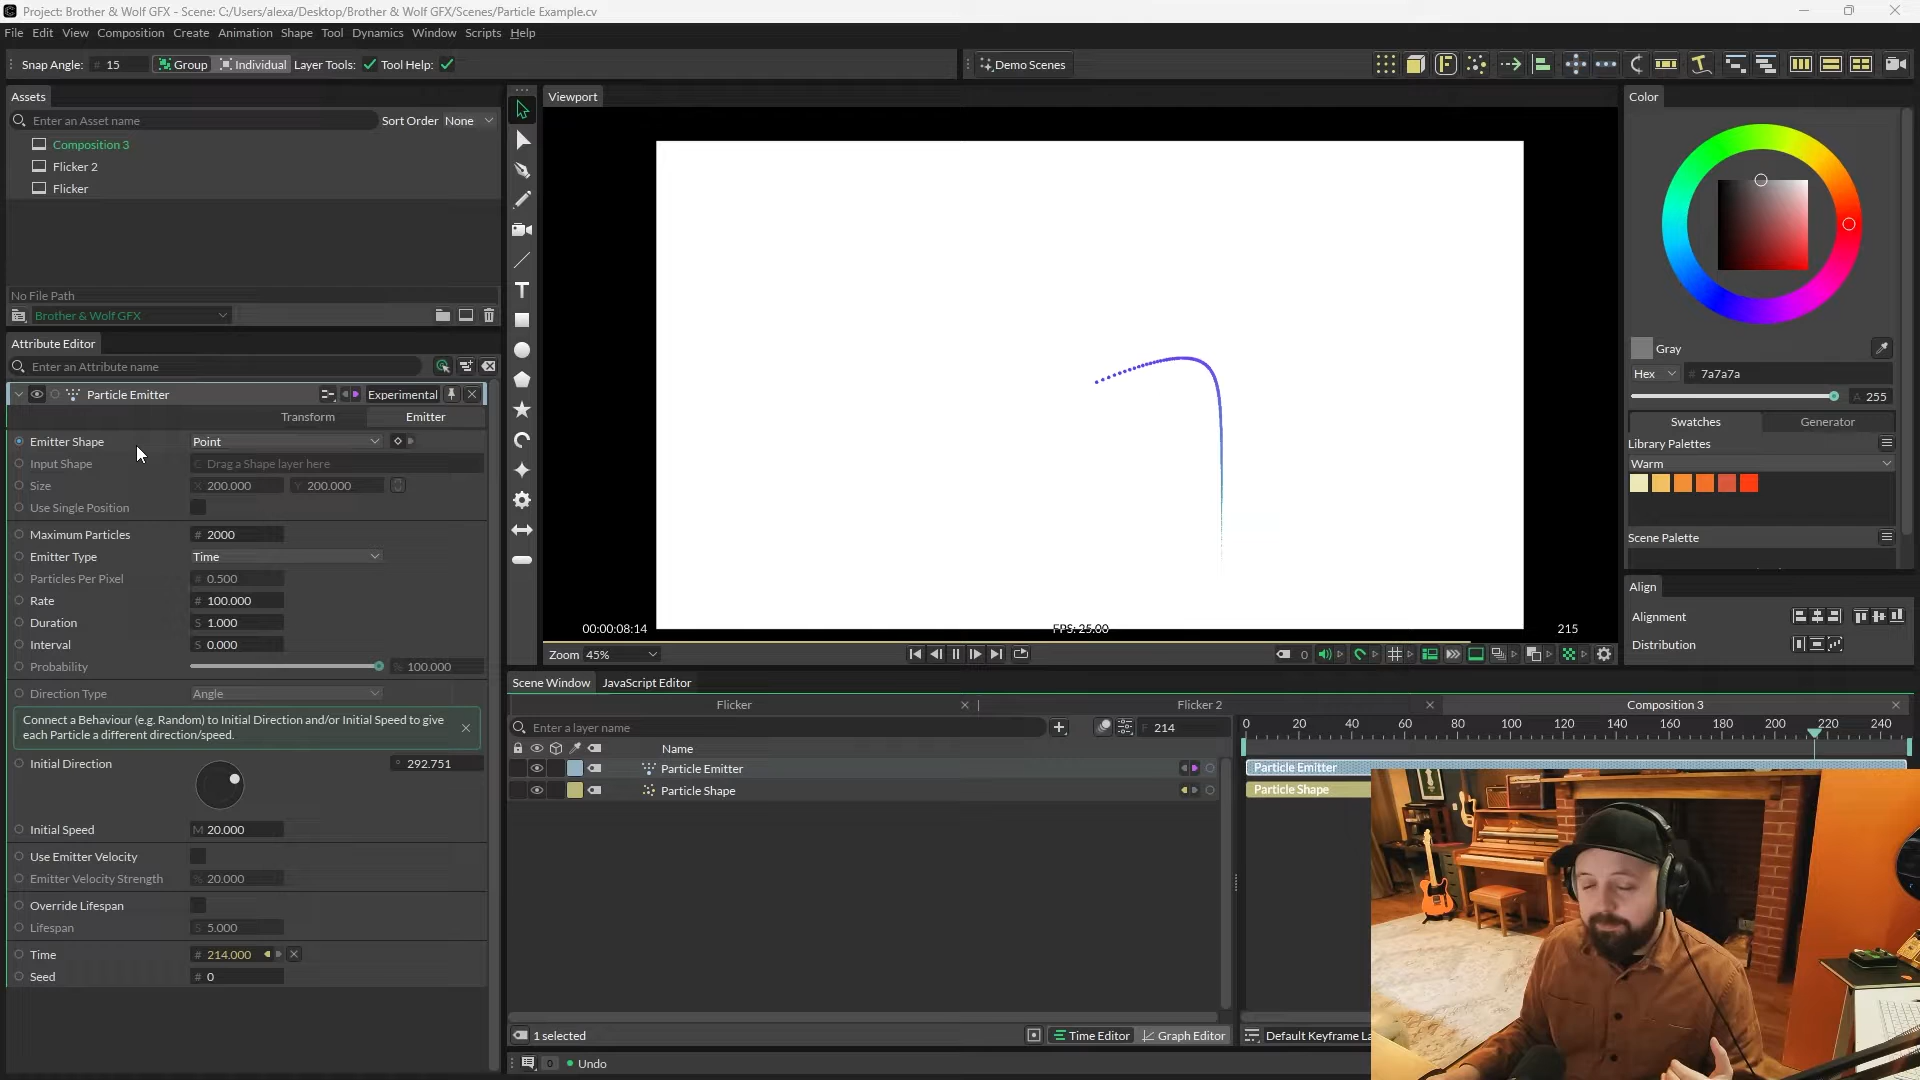 Project: Brother & Wolf GFX - Scene: C:/Users/alexa/Desktop/Brother & Wolf GFX/Scenes/Particle Example.cv
File Edit View Composition Create Animation Shape Tool Dynamics Window Scripts Help
Snap Angle: # 15 Group Individual Layer Tools: Tool Help:
Demo Scenes
Assets
Enter an Asset name
Sort Order None
Composition 3
Flicker 2
Flicker
No File Path
Brother & Wolf GFX
Attribute Editor
Enter an Attribute name
Particle Emitter
Experimental
Transform Emitter
Emitter Shape Point
Input Shape Drag a Shape layer here
Size X 200.000 Y 200.000
Use Single Position
Maximum Particles # 2000
Emitter Type Time
Particles Per Pixel # 0.500
Rate # 100.000
Duration S 1.000
Interval S 0.000
Probability % 100.000
Direction Type Angle
Connect a Behaviour (e.g. Random) to Initial Direction and/or Initial Speed to give
each Particle a different direction/speed.
Initial Direction ° 292.751
Initial Speed M 20.000
Use Emitter Velocity
Emitter Velocity Strength % 20.000
Override Lifespan
Lifespan S 5.000
Time # 214.000
Seed # 0
Viewport
00:00:08:14
FPS: 25.00
215
Zoom 45%
0
Scene Window JavaScript Editor
Flicker
Flicker 2
Composition 3
Enter a layer name
F 214
0 20 40 60 80 100 120 140 160 180 200 220 240
Name
Particle Emitter
Particle Shape
Particle Emitter
Particle Shape
1 selected
Time Editor
Graph Editor
Default Keyframe La
0
Undo
Color
Gray
Hex # 7a7a7a
A 255
Swatches Generator
Library Palettes
Warm
Scene Palette
Align
Alignment
Distribution